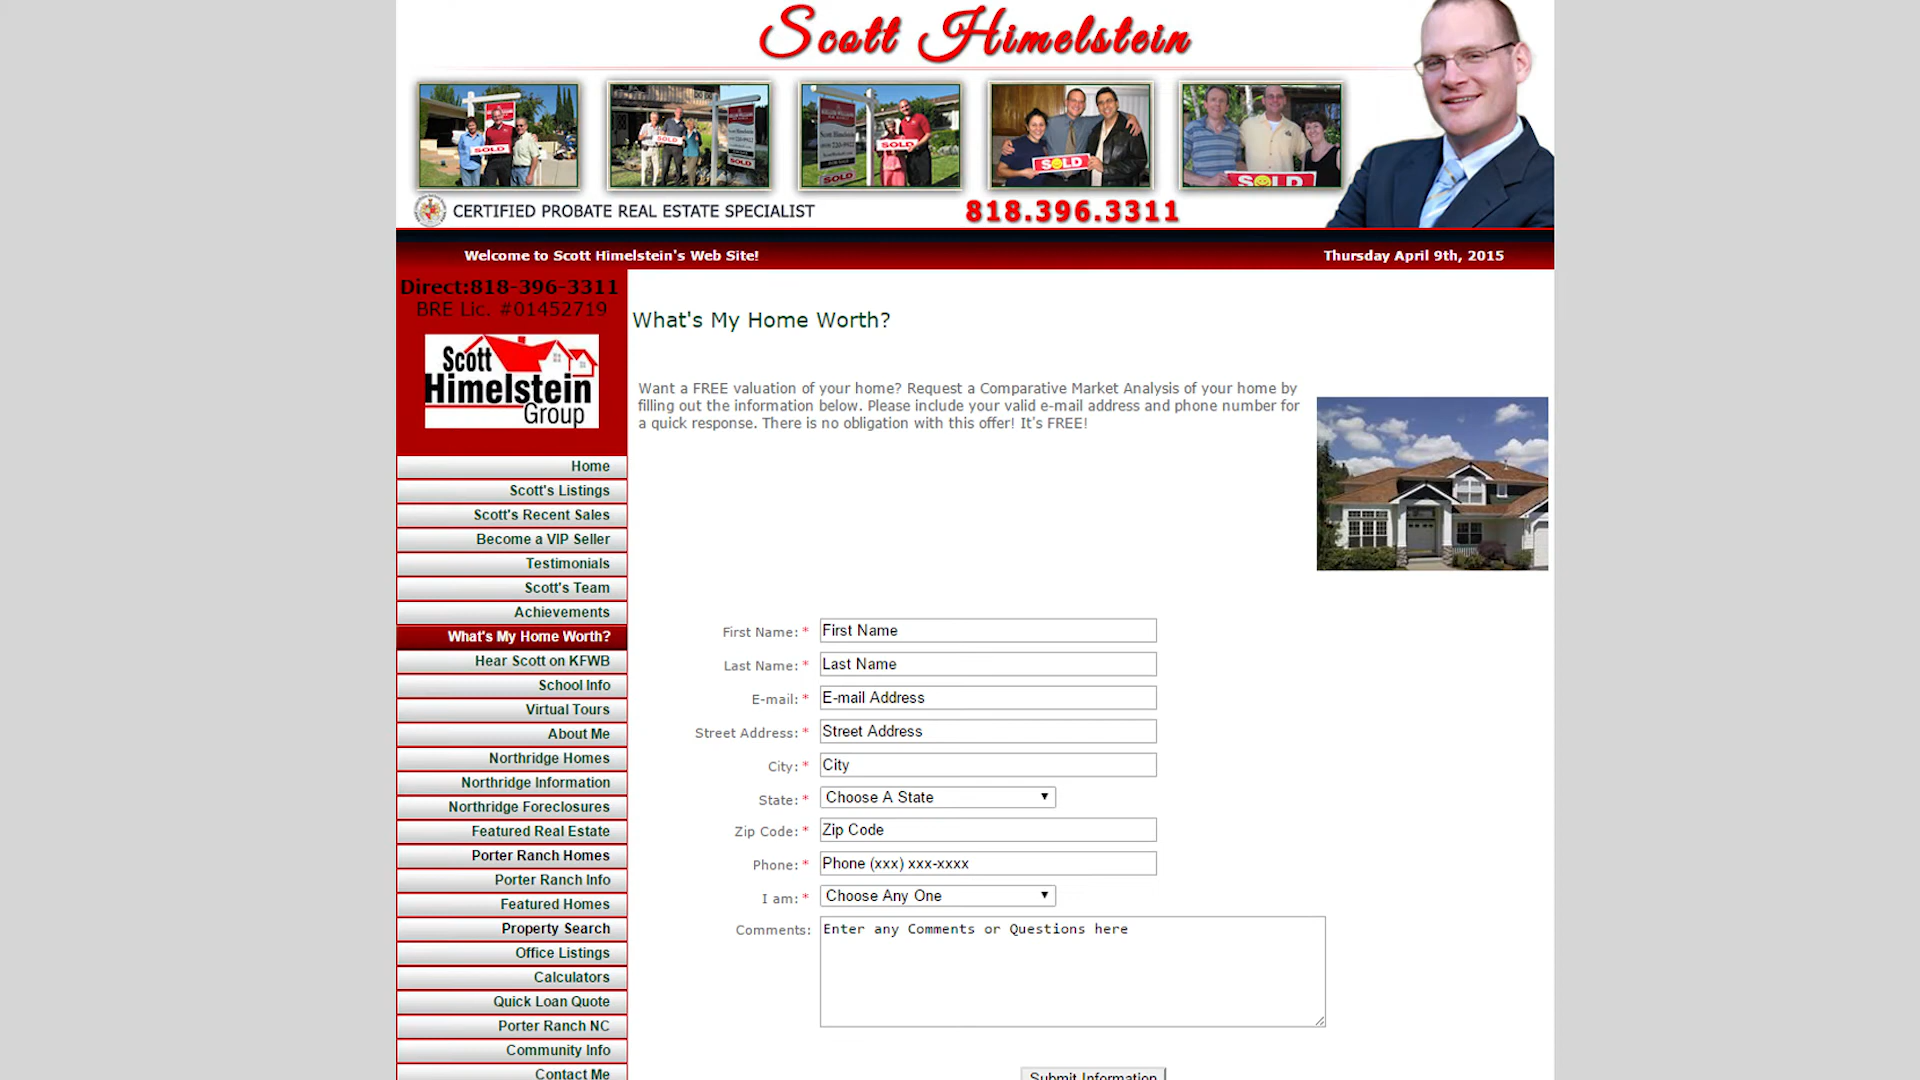 Scott Himelstein
CERTIFIED PROBATE REAL ESTATE SPECIALIST
818.396.3311
Welcome to Scott Himelstein's Web Site!
Thursday April 9th, 2015
Direct:818-396-3311
BRE Lic. #01452719
Scott
Himelstein
Group
Home
Scott's Listings
Scott's Recent Sales
Become a VIP Seller
Testimonials
Scott's Team
Achievements
What's My Home Worth?
Hear Scott on KFWB
School Info
Virtual Tours
About Me
Northridge Homes
Northridge Information
Northridge Foreclosures
Featured Real Estate
Porter Ranch Homes
Porter Ranch Info
Featured Homes
Property Search
Office Listings
Calculators
Quick Loan Quote
Porter Ranch NC
Community Info
Contact Me
What's My Home Worth?
Want a FREE valuation of your home? Request a Comparative Market Analysis of your home by
filling out the information below. Please include your valid e-mail address and phone number for
a quick response. There is no obligation with this offer! It's FREE!
First Name: * First Name
Last Name: * Last Name
E-mail: * E-mail Address
Street Address: * Street Address
City: * City
State: * Choose A State
Zip Code: * Zip Code
Phone: * Phone (xxx) xxx-xxxx
I am: * Choose Any One
Comments: Enter any Comments or Questions here
Submit Information
SOLD
SOLD
SOLD
SOLD
SOLD
SOLD
SOLD